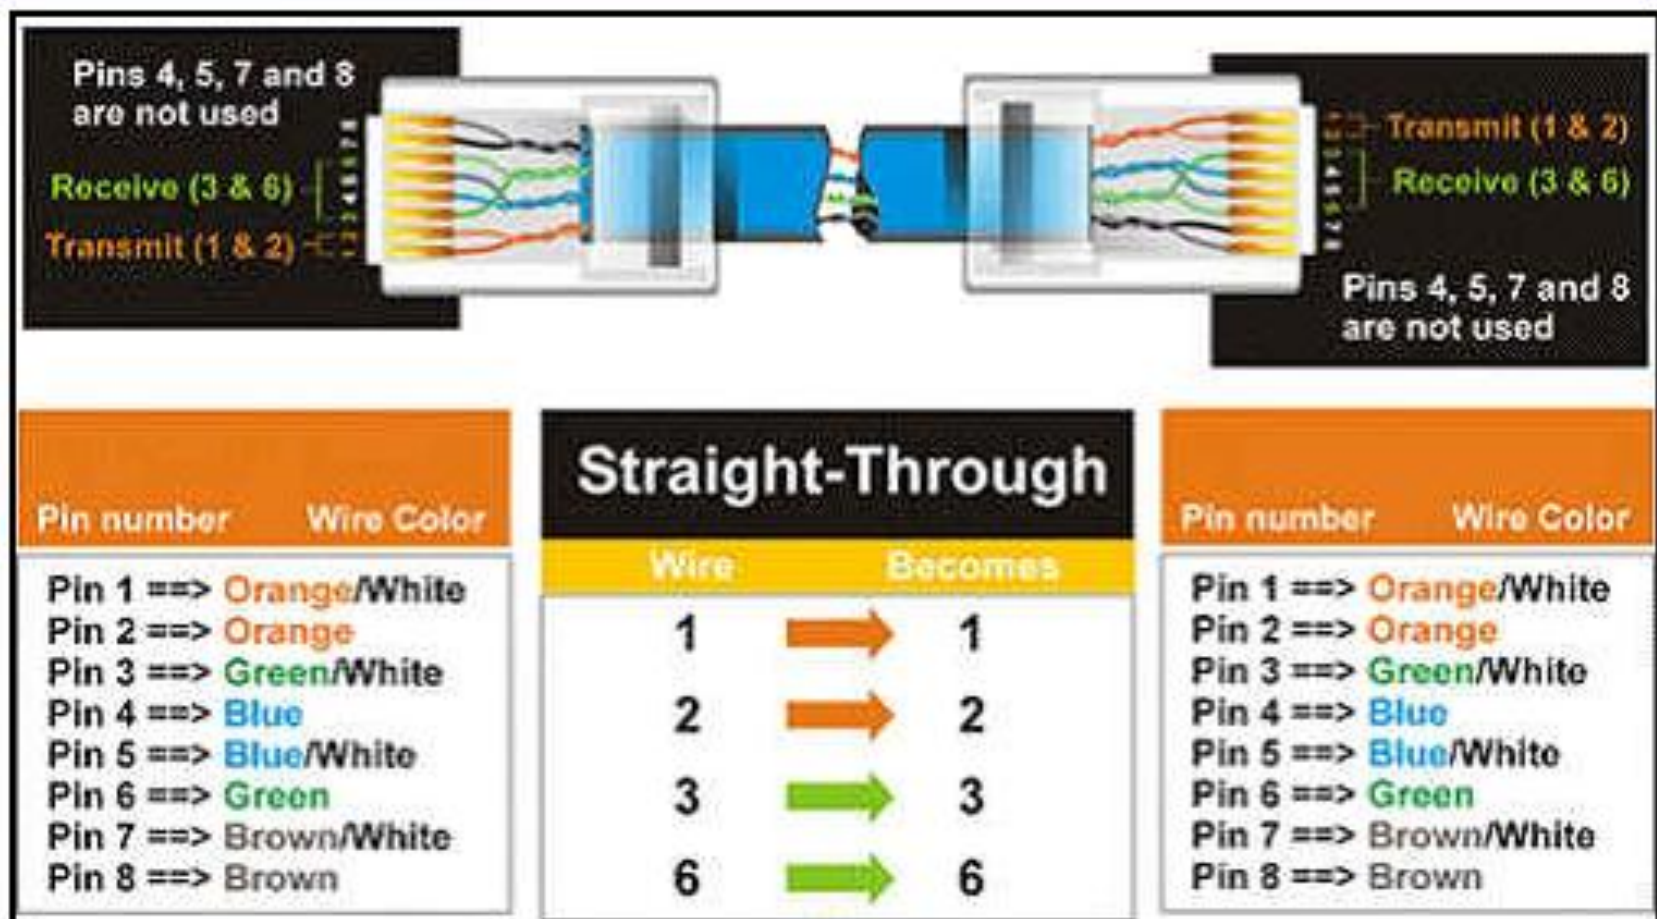 Pins 4, 5, 7 and 8
are not used
Receive (3 & 6)
Transmit (1 & 2)
Transmit (1 & 2)
Receive (3 & 6)
Pins 4, 5, 7 and 8
are not used
Pin number Wire Color
Pin 1 ==> Orange/White
Pin 2 ==> Orange
Pin 3 ==> Green/White
Pin 4 ==> Blue
Pin 5 ==> Blue/White
Pin 6 ==> Green
Pin 7 ==> Brown/White
Pin 8 ==> Brown
Straight-Through
Wire Becomes
1 1
2 2
3 3
6 6
Pin number Wire Color
Pin 1 ==> Orange/White
Pin 2 ==> Orange
Pin 3 ==> Green/White
Pin 4 ==> Blue
Pin 5 ==> Blue/White
Pin 6 ==> Green
Pin 7 ==> Brown/White
Pin 8 ==> Brown